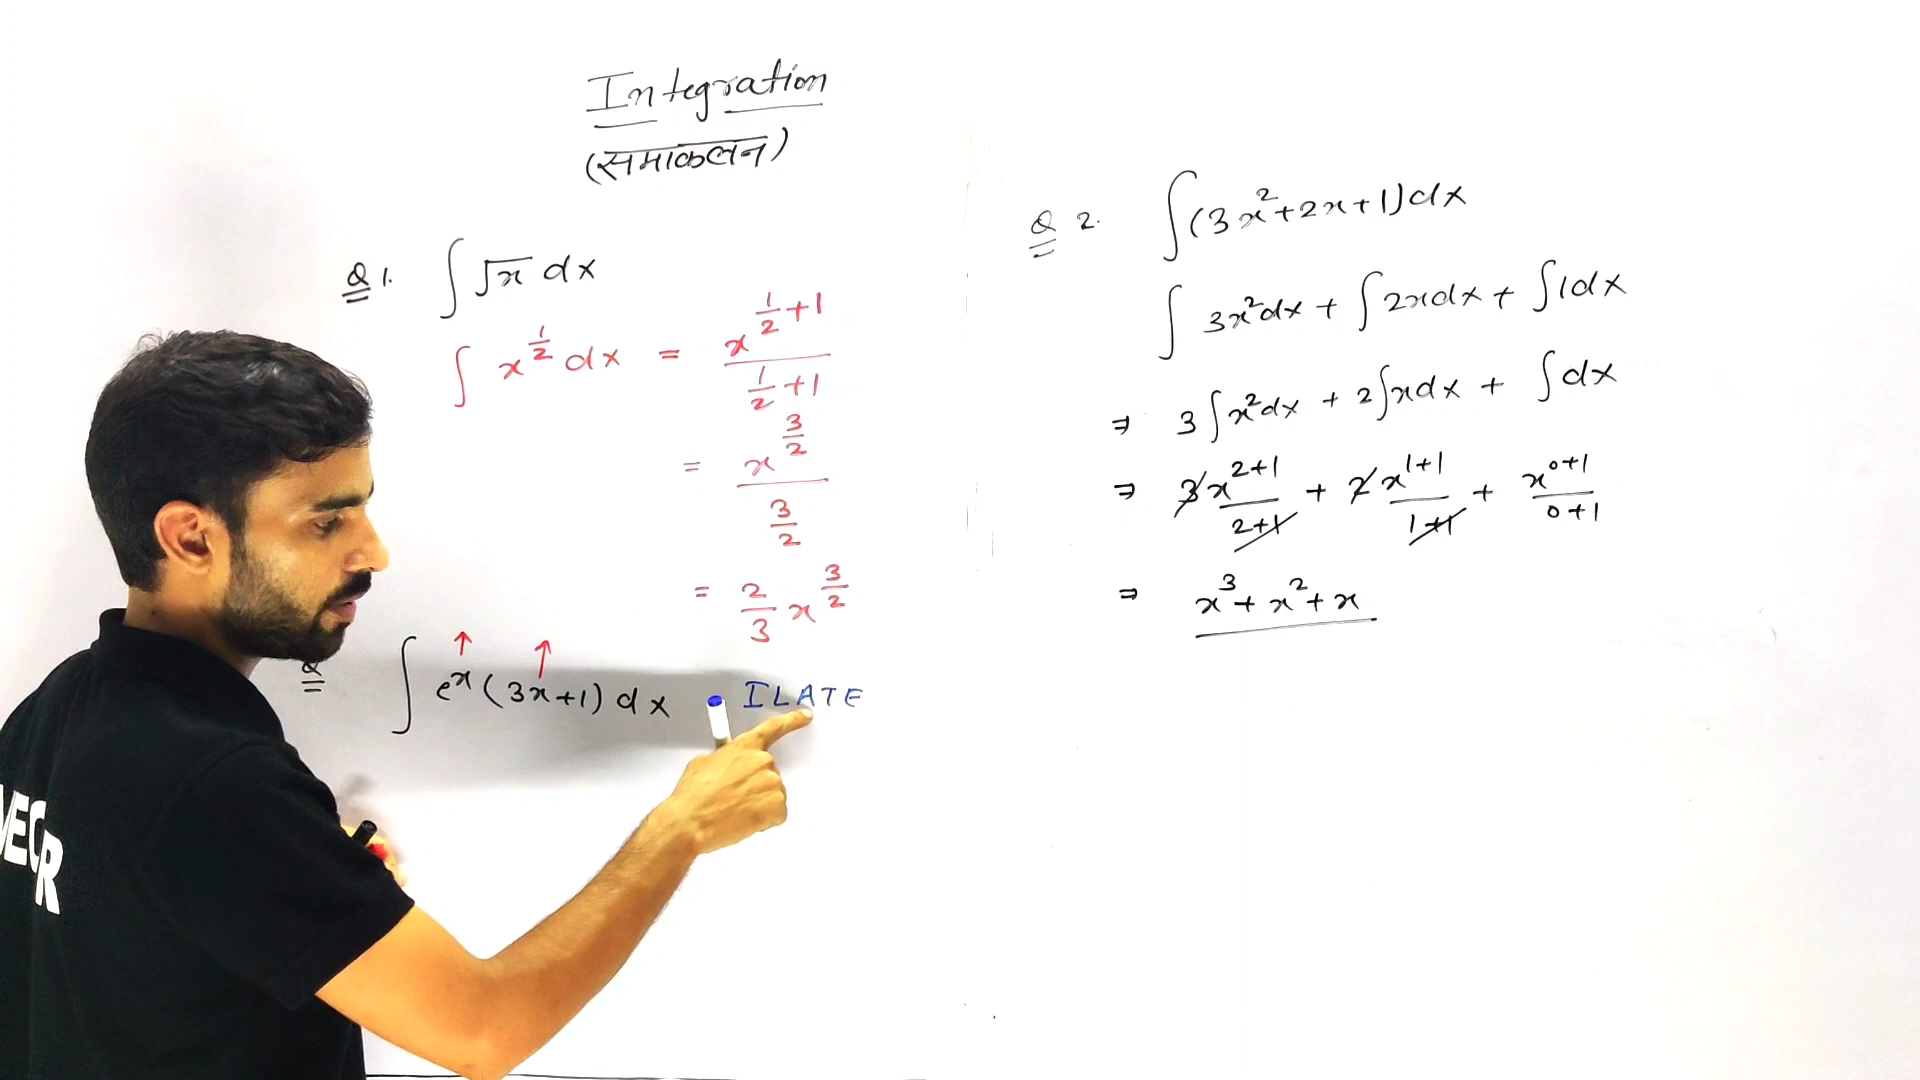 Integration
(समाकलन)
Q 1. ∫ √x dx
∫ x^{1/2} dx = x^{1/2+1} / (1/2+1)
= x^{3/2} / (3/2)
= 2/3 x^{3/2}
Q ∫ e^x (3x+1) dx ILATE
↑ ↑
Q 2. ∫(3x²+2x+1)dx
∫ 3x²dx + ∫2xdx + ∫1dx
⇒ 3∫x²dx + 2∫xdx + ∫dx
⇒ 3x^{2+1}/(2+1) + 2x^{1+1}/(1+1) + x^{0+1}/(0+1)
⇒ x³ + x² + x